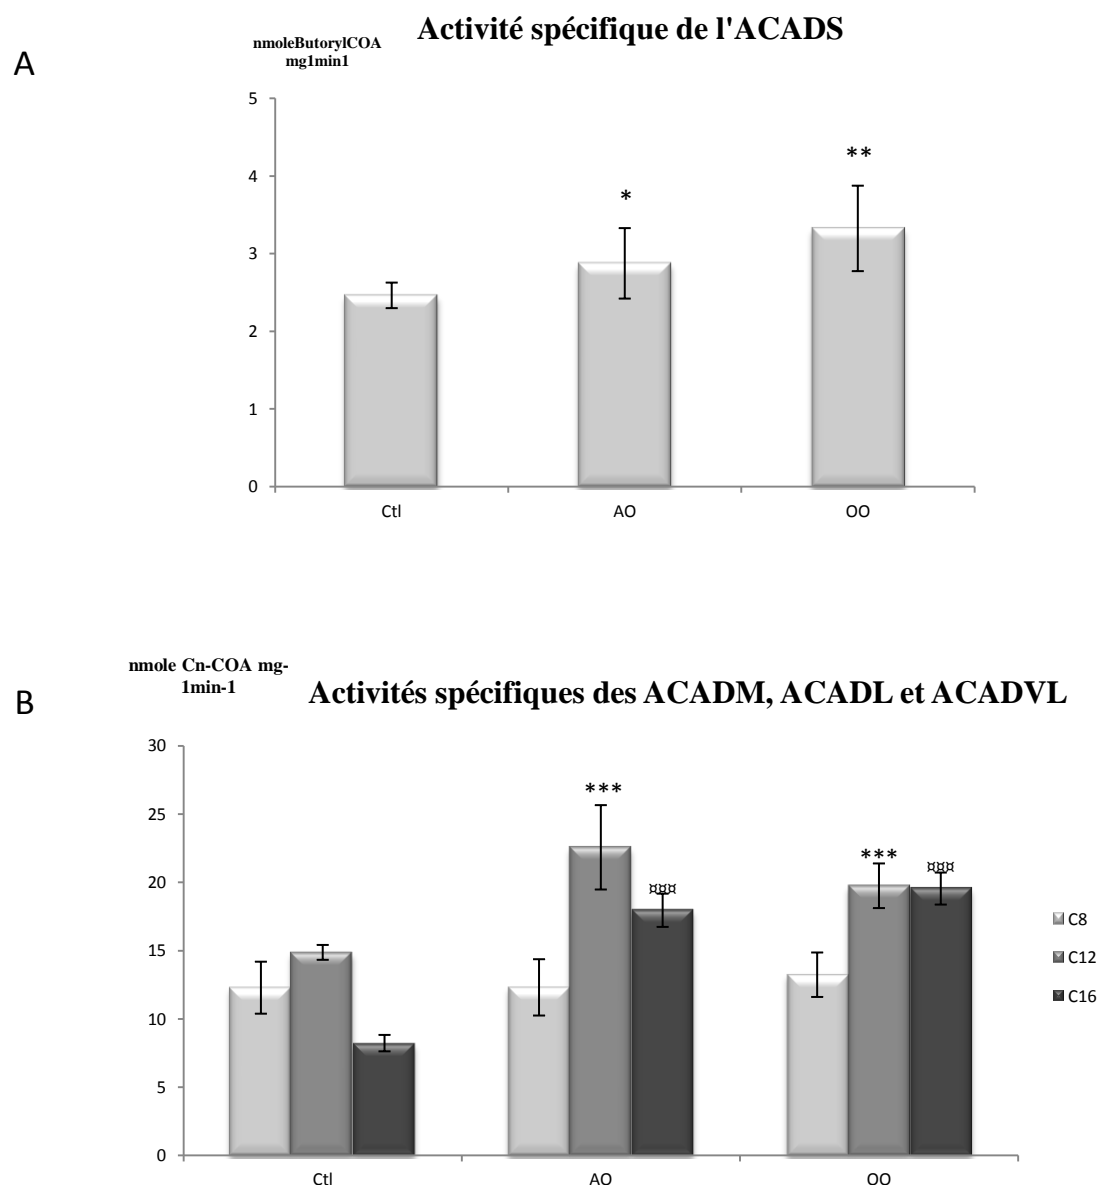 A
nmoleButorylCOA
mg1min1
Activité spécifique de l'ACADS
5
4
3
2
1
0
*
**
Ctl AO OO
B
nmole Cn-COA mg-
1min-1
Activités spécifiques des ACADM, ACADL et ACADVL
30
25
20
15
10
5
0
***
¤¤¤
***
¤¤¤
C8
C12
C16
Ctl AO OO